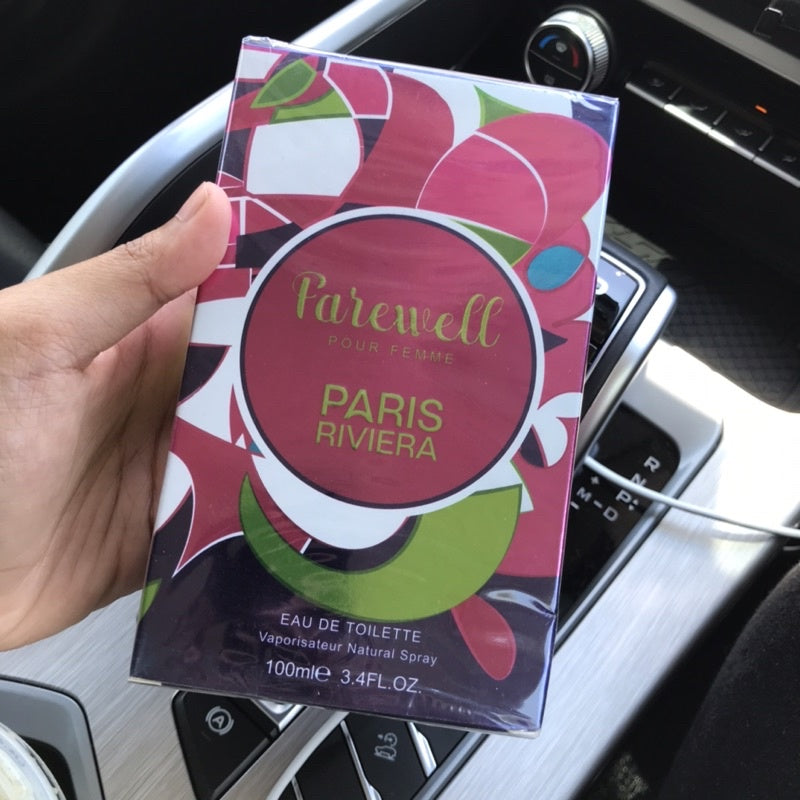 Farewell
POUR FEMME
PARIS
RIVIERA
EAU DE TOILETTE
Vaporisateur Natural Spray
100ml℮ 3.4FL.OZ.
R
N
P
+
M-D
A